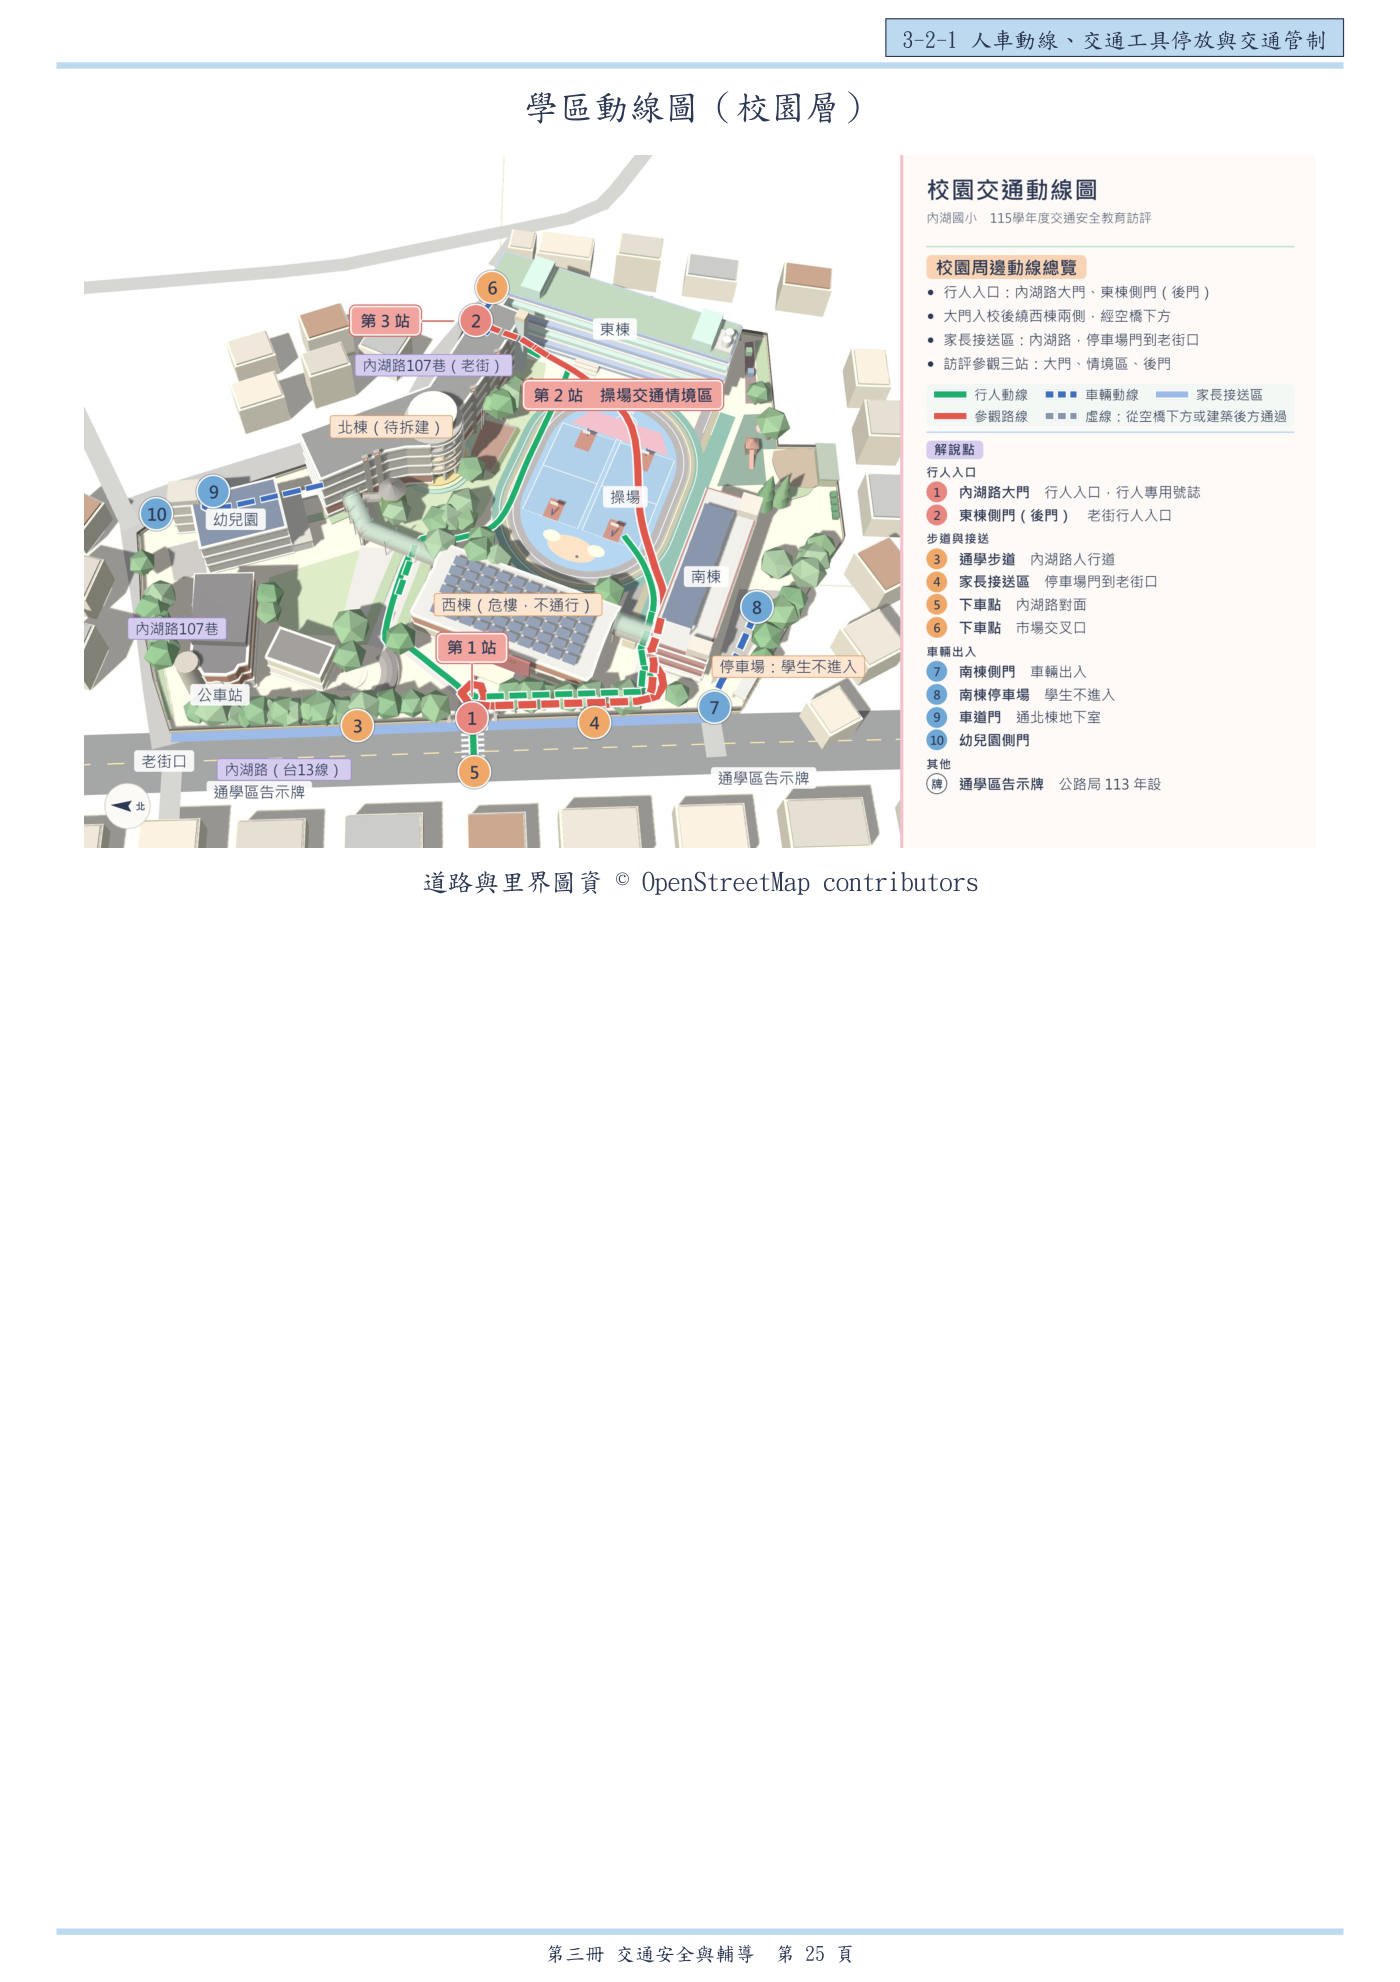 3-2-1 人車動線、交通工具停放與交通管制
學區動線圖（校園層）
6
第 3 站
2
東棟
內湖路107巷（老街）
第 2 站 操場交通情境區
北棟（待拆建）
9
操場
10
幼兒園
南棟
西棟（危樓．不通行）
8
內湖路107巷
第 1 站
停車場：學生不進入
公車站
7
1
3
4
老街口
內湖路（台13線）
5
通學區告示牌
通學區告示牌
北
校園交通動線圖
內湖國小 115學年度交通安全教育訪評
校園周邊動線總覽
• 行人入口：內湖路大門、東棟側門（後門）
• 大門入校後繞西棟兩側．經空橋下方
• 家長接送區：內湖路．停車場門到老街口
• 訪評參觀三站：大門、情境區、後門
行人動線 車輛動線 家長接送區
參觀路線 虛線：從空橋下方或建築後方通過
解說點
行人入口
1 內湖路大門 行人入口．行人專用號誌
2 東棟側門（後門） 老街行人入口
步道與接送
3 通學步道 內湖路人行道
4 家長接送區 停車場門到老街口
5 下車點 內湖路對面
6 下車點 市場交叉口
車輛出入
7 南棟側門 車輛出入
8 南棟停車場 學生不進入
9 車道門 通北棟地下室
10 幼兒園側門
其他
牌 通學區告示牌 公路局 113 年設
道路與里界圖資 © OpenStreetMap contributors
第三冊 交通安全與輔導 第 25 頁